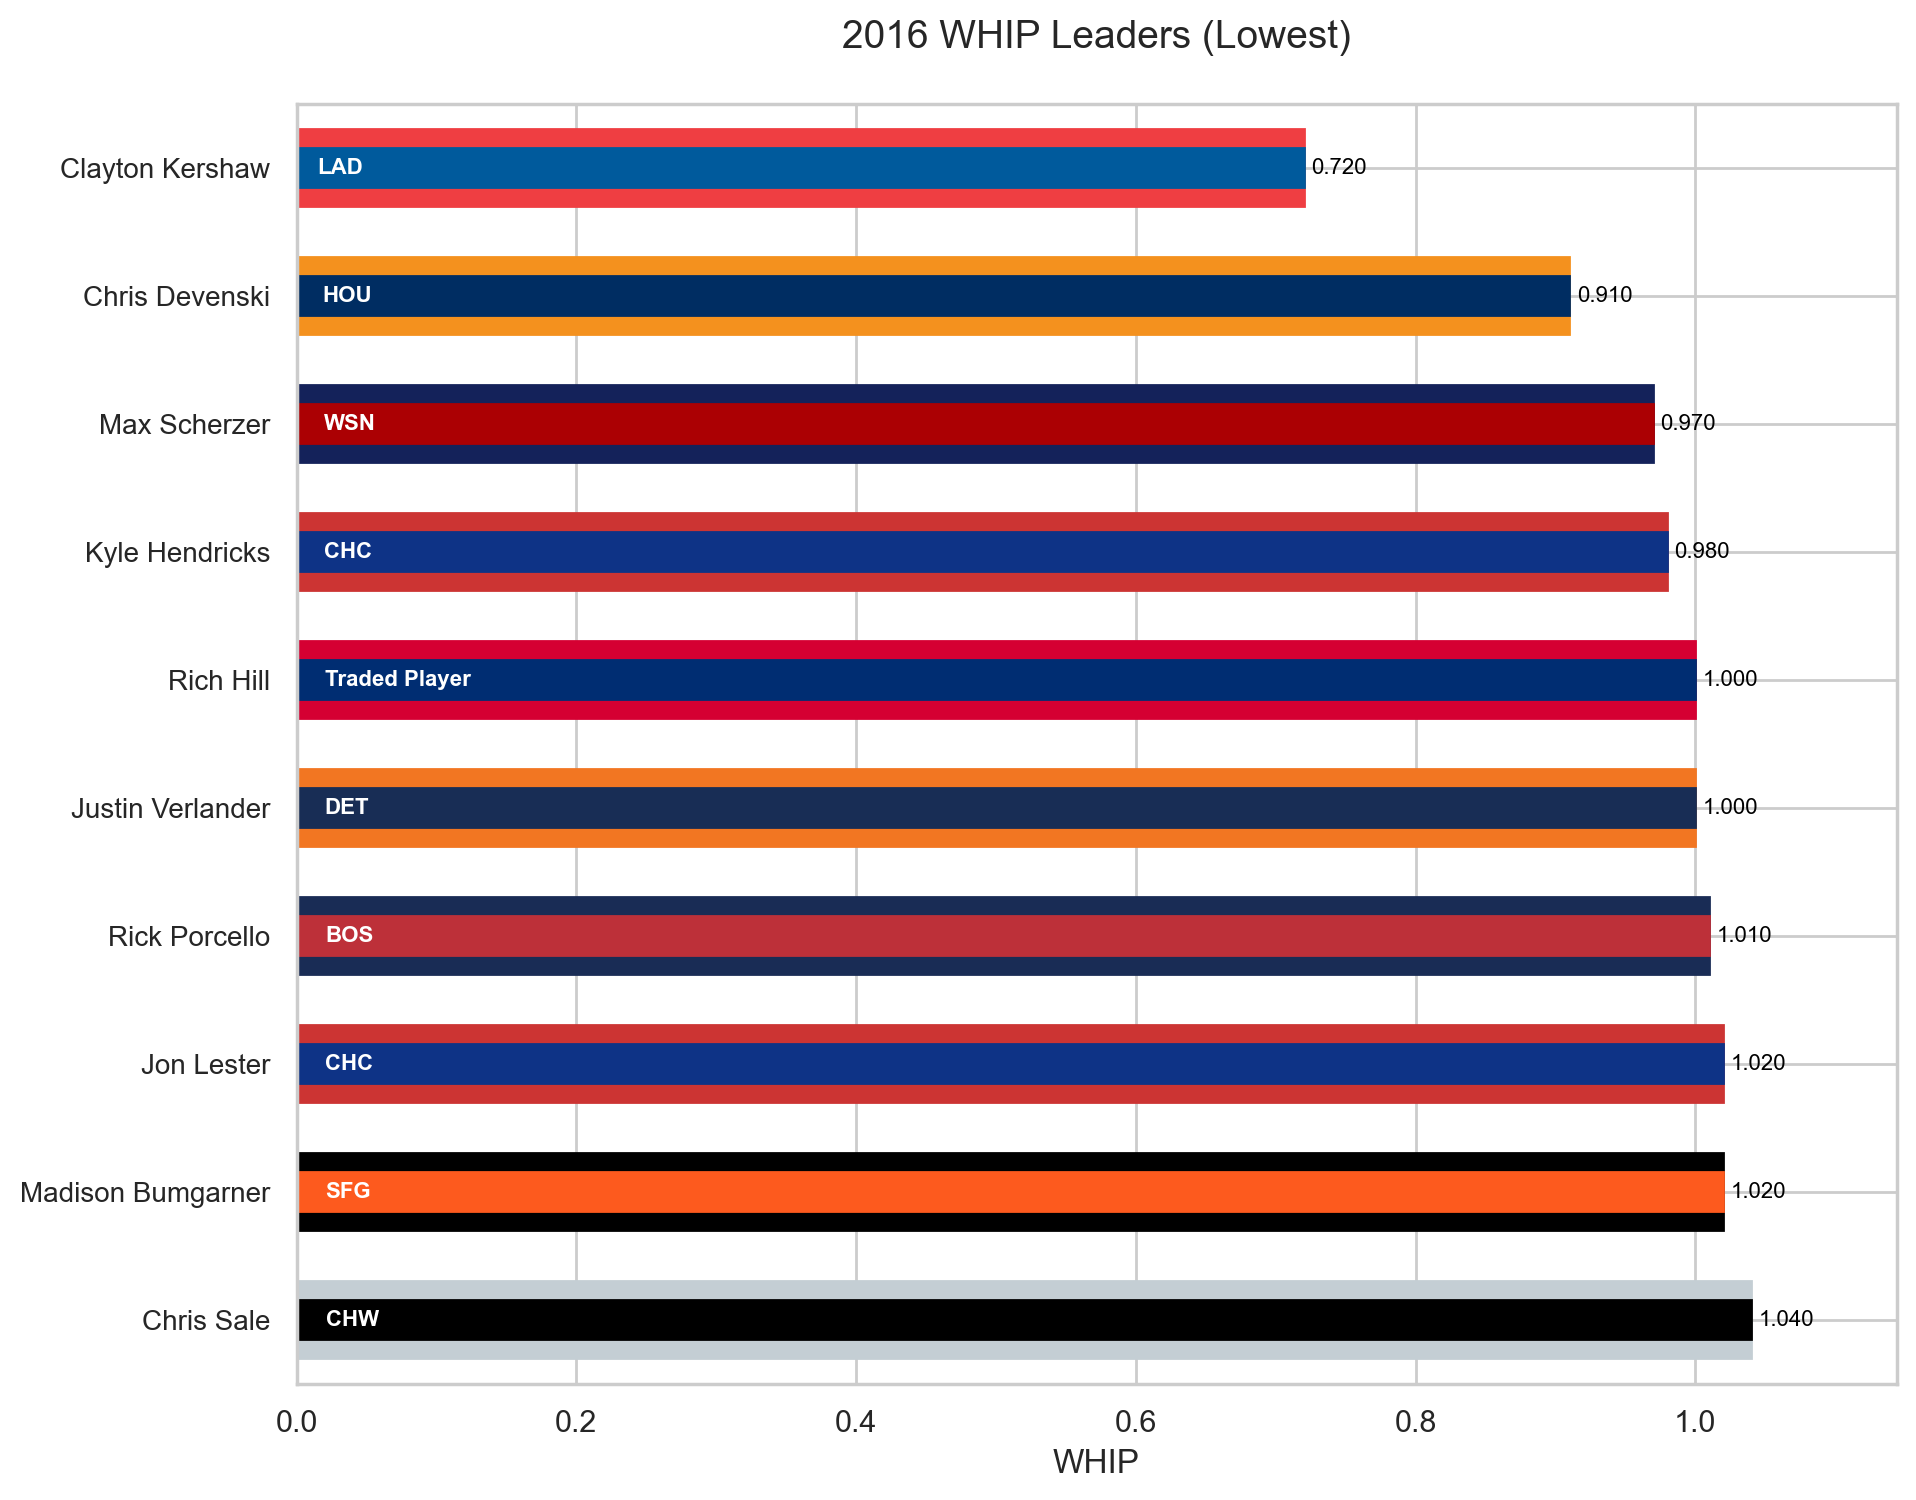 2016 WHIP Leaders (Lowest)
Clayton Kershaw LAD 0.720
Chris Devenski HOU 0.910
Max Scherzer WSN 0.970
Kyle Hendricks CHC 0.980
Rich Hill Traded Player 1.000
Justin Verlander DET 1.000
Rick Porcello BOS 1.010
Jon Lester CHC 1.020
Madison Bumgarner SFG 1.020
Chris Sale CHW 1.040
0.0 0.2 0.4 0.6 0.8 1.0
WHIP